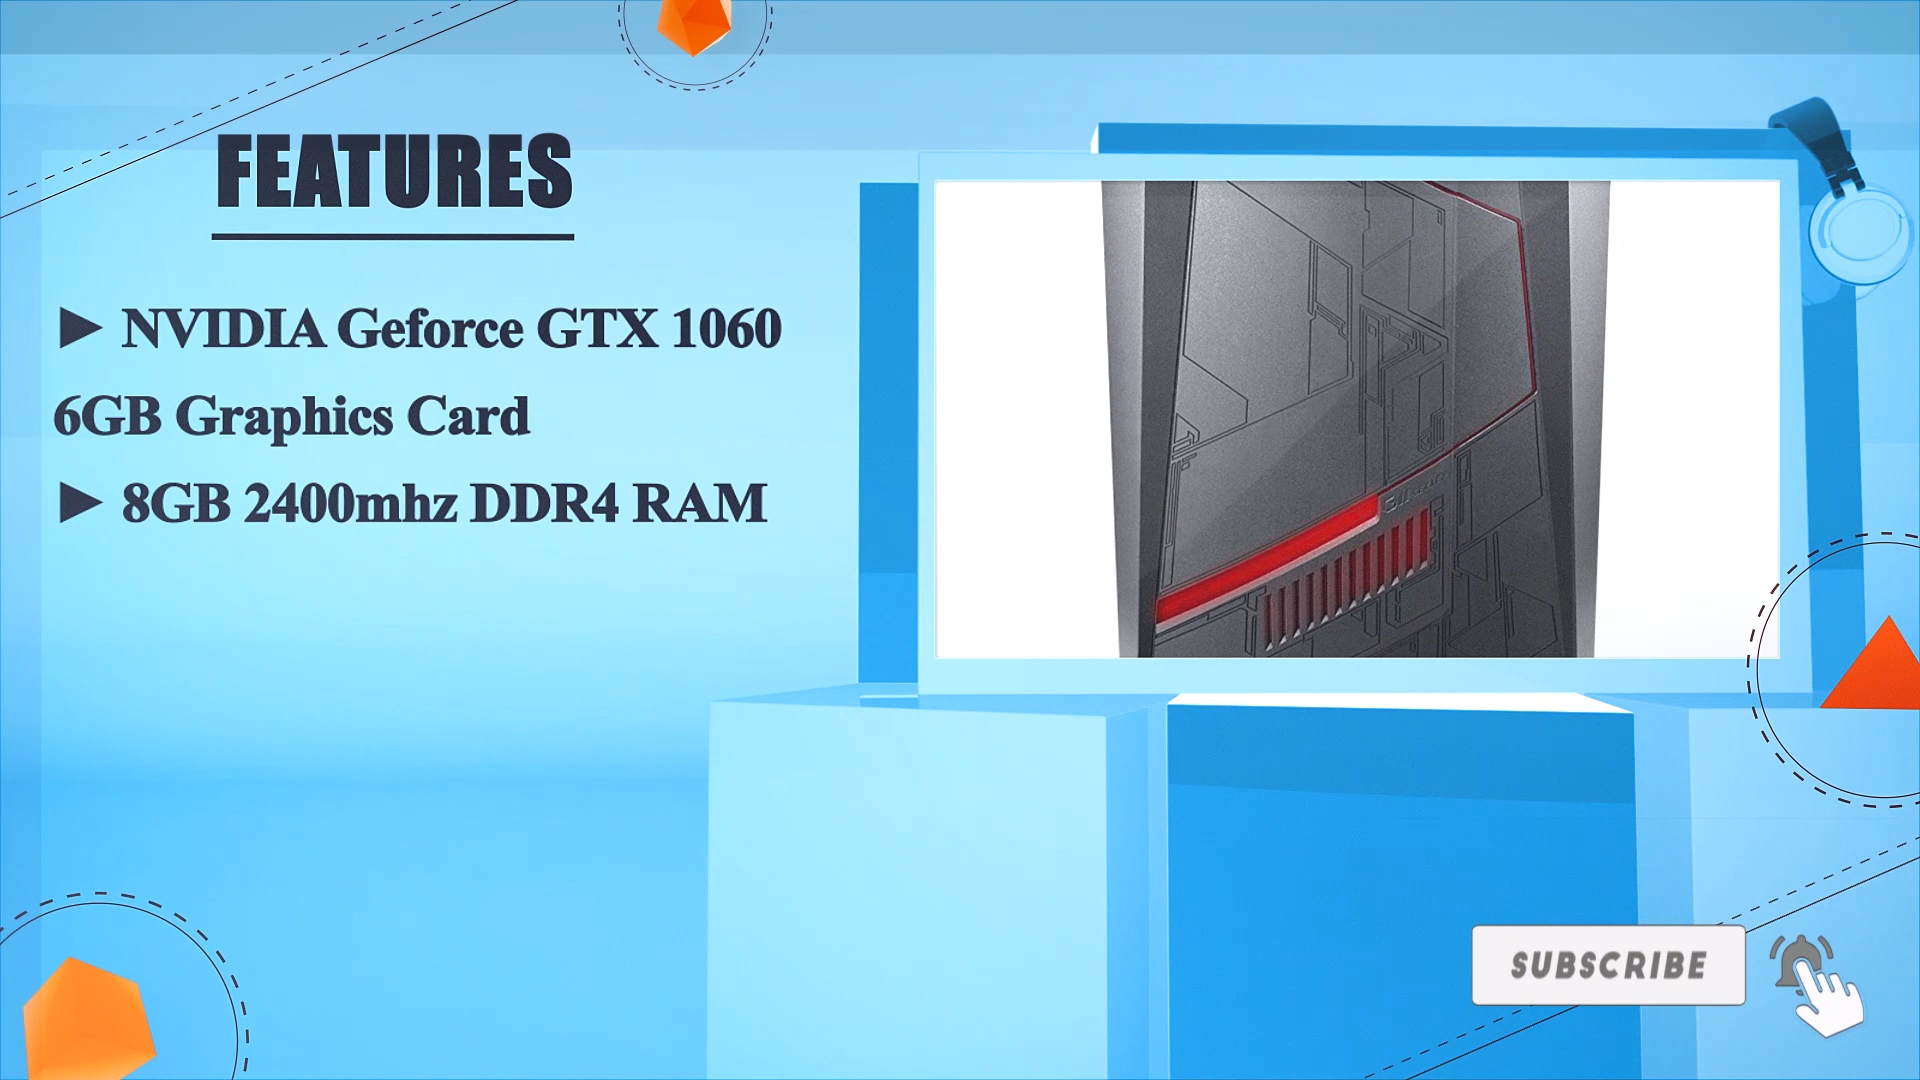 FEATURES
► NVIDIA Geforce GTX 1060
6GB Graphics Card
► 8GB 2400mhz DDR4 RAM
SUBSCRIBE